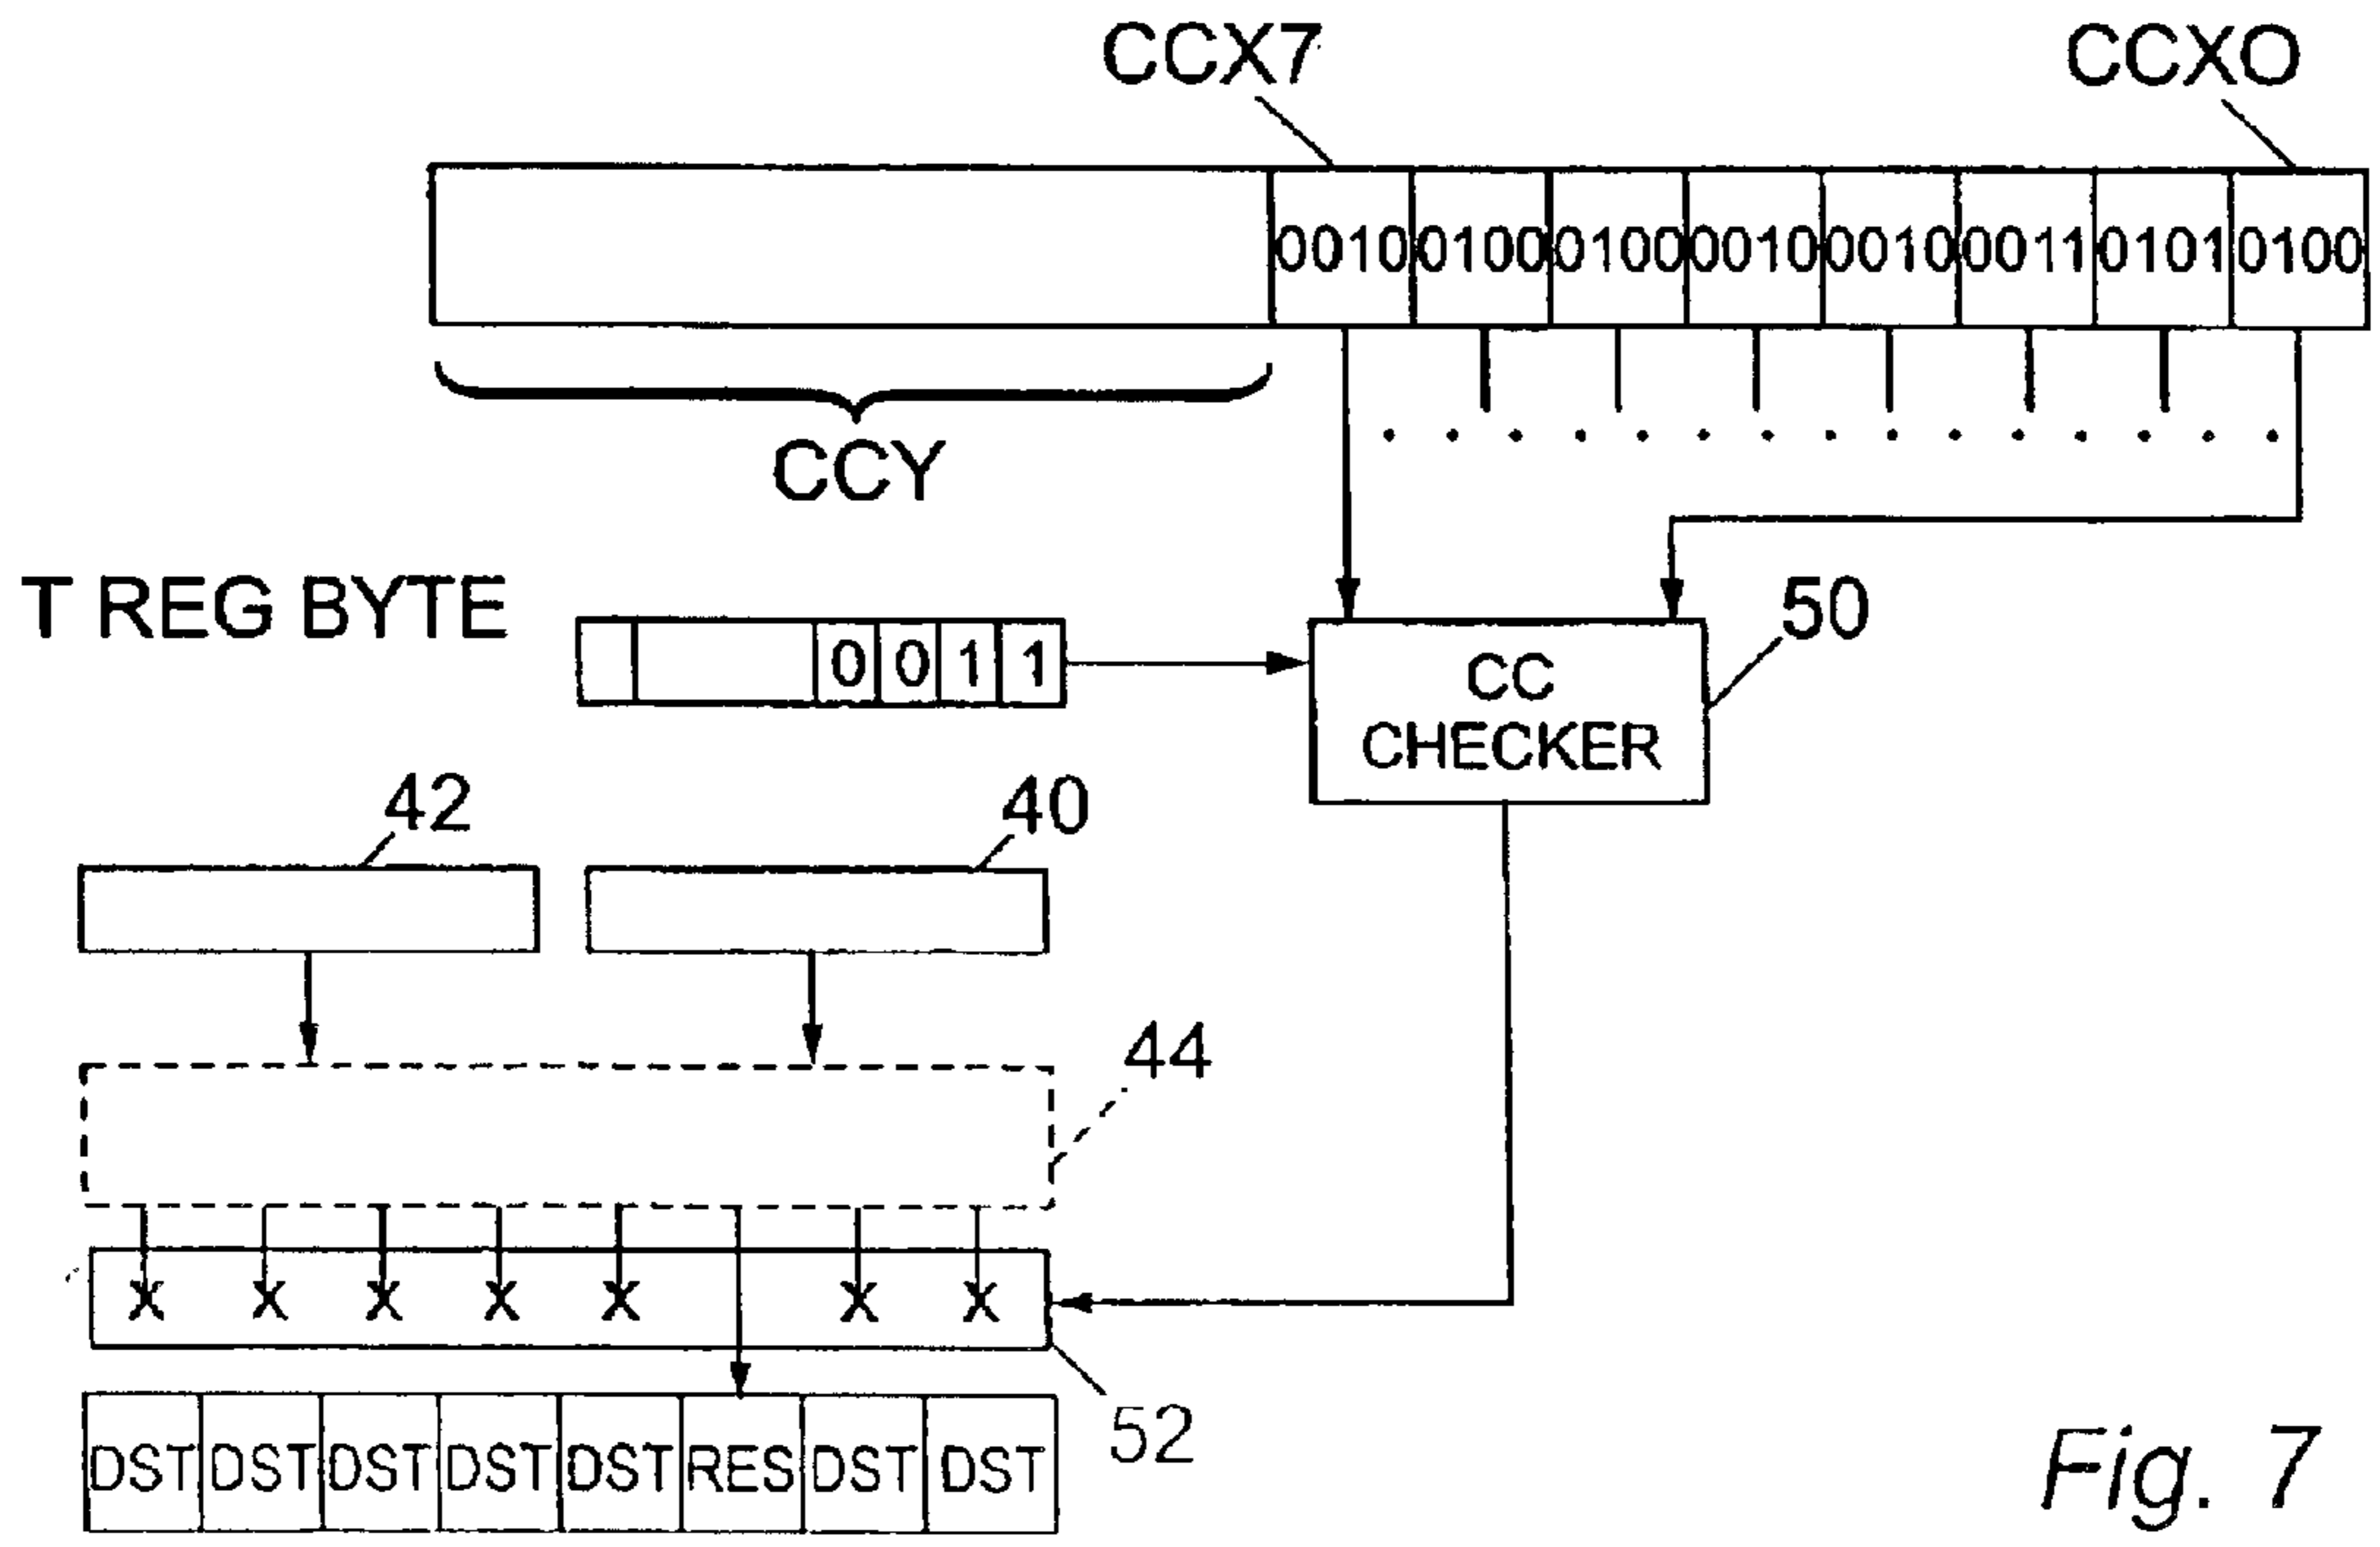 CCX7 CCXO
0010 0100 0100 0010 0010 0011 0101 0100
CCY
T REG BYTE 0 0 1 1
50
CC
CHECKER
42 40
44
X X X X X X X
52
DST DST DST DST DST RES DST DST
Fig. 7